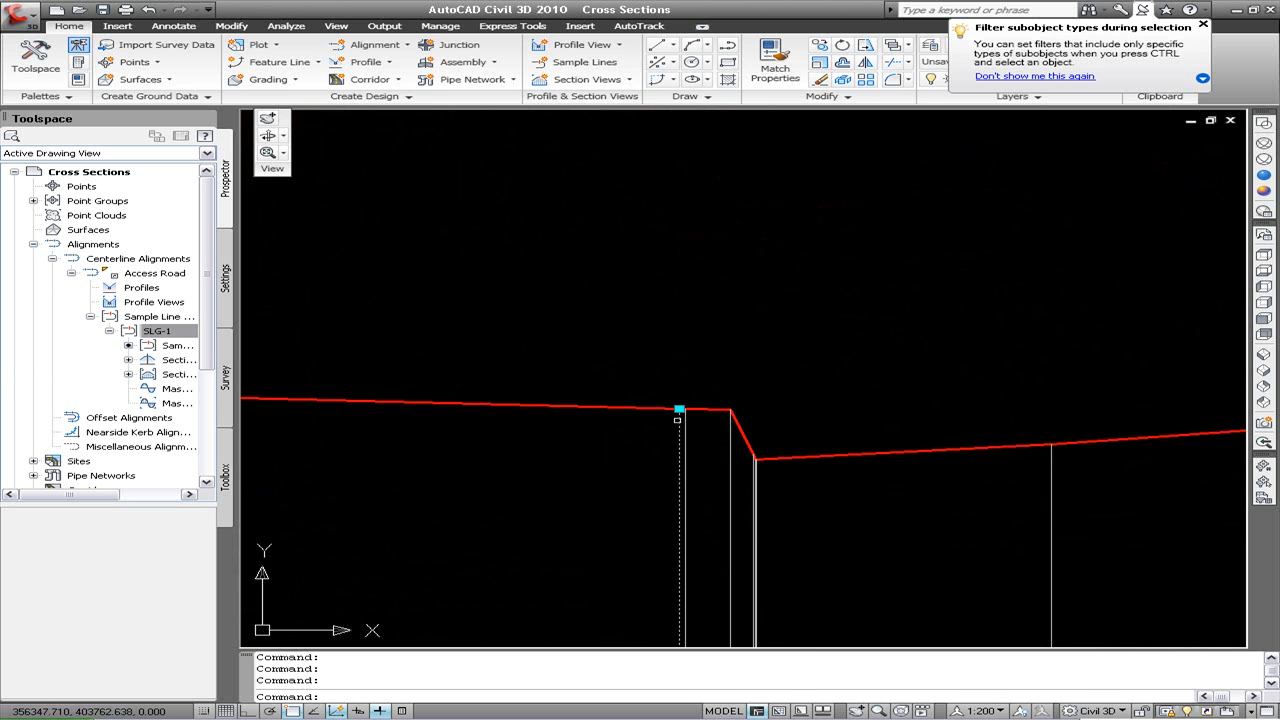 AutoCAD Civil 3D 2010 Cross Sections
Type a keyword or phrase
Home Insert Annotate Modify Analyze View Output Manage Express Tools Insert AutoTrack
Filter subobject types during selection
You can set filters that include only specific
types of subobjects when you press CTRL
and select an object.
Don't show me this again
3D
Toolspace
Palettes
Import Survey Data
Points
Surfaces
Create Ground Data
Plot
Feature Line
Grading
Alignment
Profile
Corridor
Junction
Assembly
Pipe Network
Create Design
Profile View
Sample Lines
Section Views
Profile & Section Views
Draw
Match
Properties
Modify
Unsav
Layers
Clipboard
Toolspace
Active Drawing View
Cross Sections
Points
Point Groups
Point Clouds
Surfaces
Alignments
Centerline Alignments
Access Road
Profiles
Profile Views
Sample Line ...
SLG-1
Sam...
Secti...
Secti...
Mas...
Mas...
Offset Alignments
Nearside Kerb Align...
Miscellaneous Alignm...
Sites
Pipe Networks
Prospector
Settings
Survey
Toolbox
View
Y
X
Command:
Command:
Command:
Command:
356347.710, 403762.638, 0.000
MODEL
1:200
Civil 3D